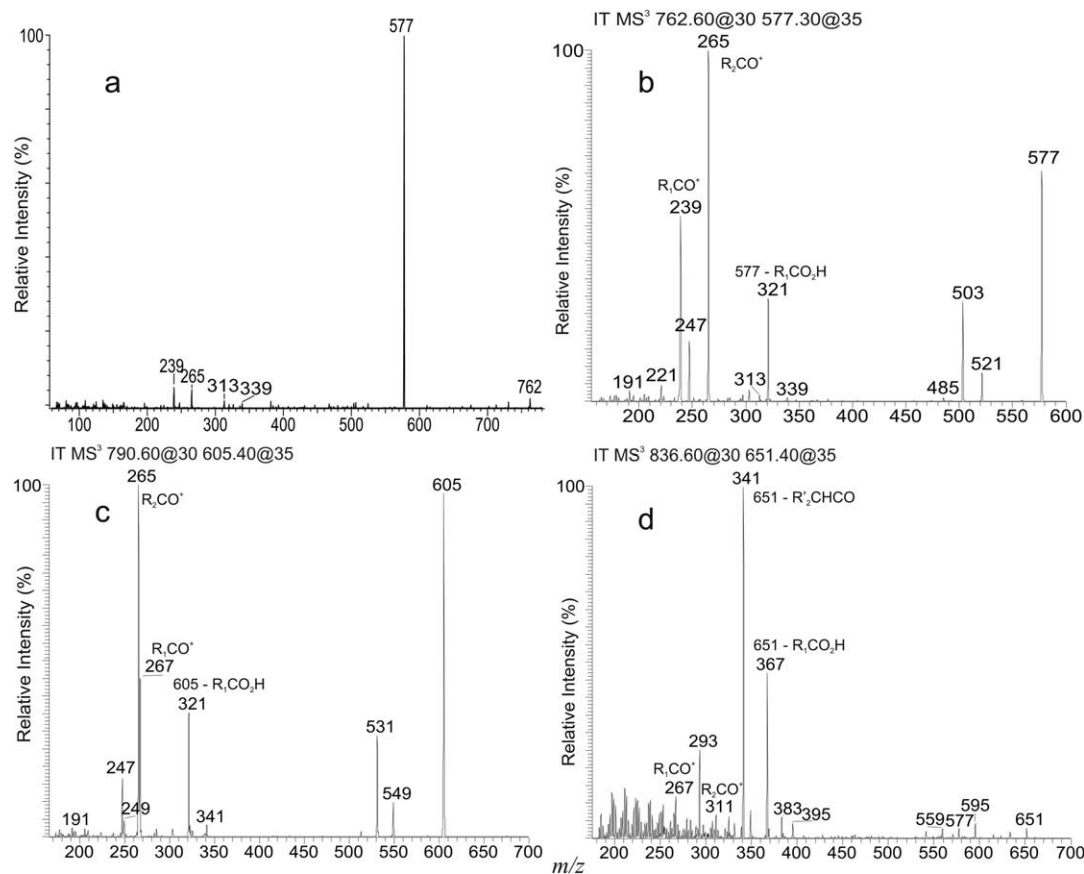 577
100
a
Relative Intensity (%)
239
265
313
339
762
100 200 300 400 500 600 700
IT MS³ 762.60@30 577.30@35
265
100
R₂CO⁺
b
577
Relative Intensity (%)
R₁CO⁺
239
577 - R₁CO₂H
321
503
247
521
191
221
313
339
485
200 250 300 350 400 450 500 550 600
IT MS³ 790.60@30 605.40@35
265
605
100
R₂CO⁺
c
Relative Intensity (%)
R₁CO⁺
267
605 - R₁CO₂H
321
531
247
549
249
191
341
200 250 300 350 400 450 500 550 600 650 700
IT MS³ 836.60@30 651.40@35
341
100
651 - R'₂CHCO
d
Relative Intensity (%)
651 - R₁CO₂H
367
293
R₁CO⁺
R₂CO⁺
267
311
383
395
595
559
577
651
200 250 300 350 400 450 500 550 600 650 700
m/z